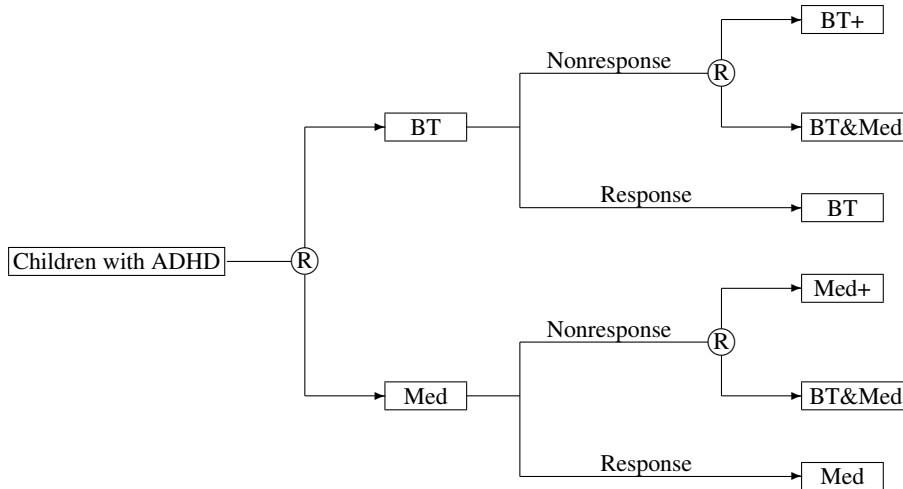 BT+
Nonresponse
R
BT
BT&Med
Response
BT
Children with ADHD
R
Med+
Nonresponse
R
Med
BT&Med
Response
Med